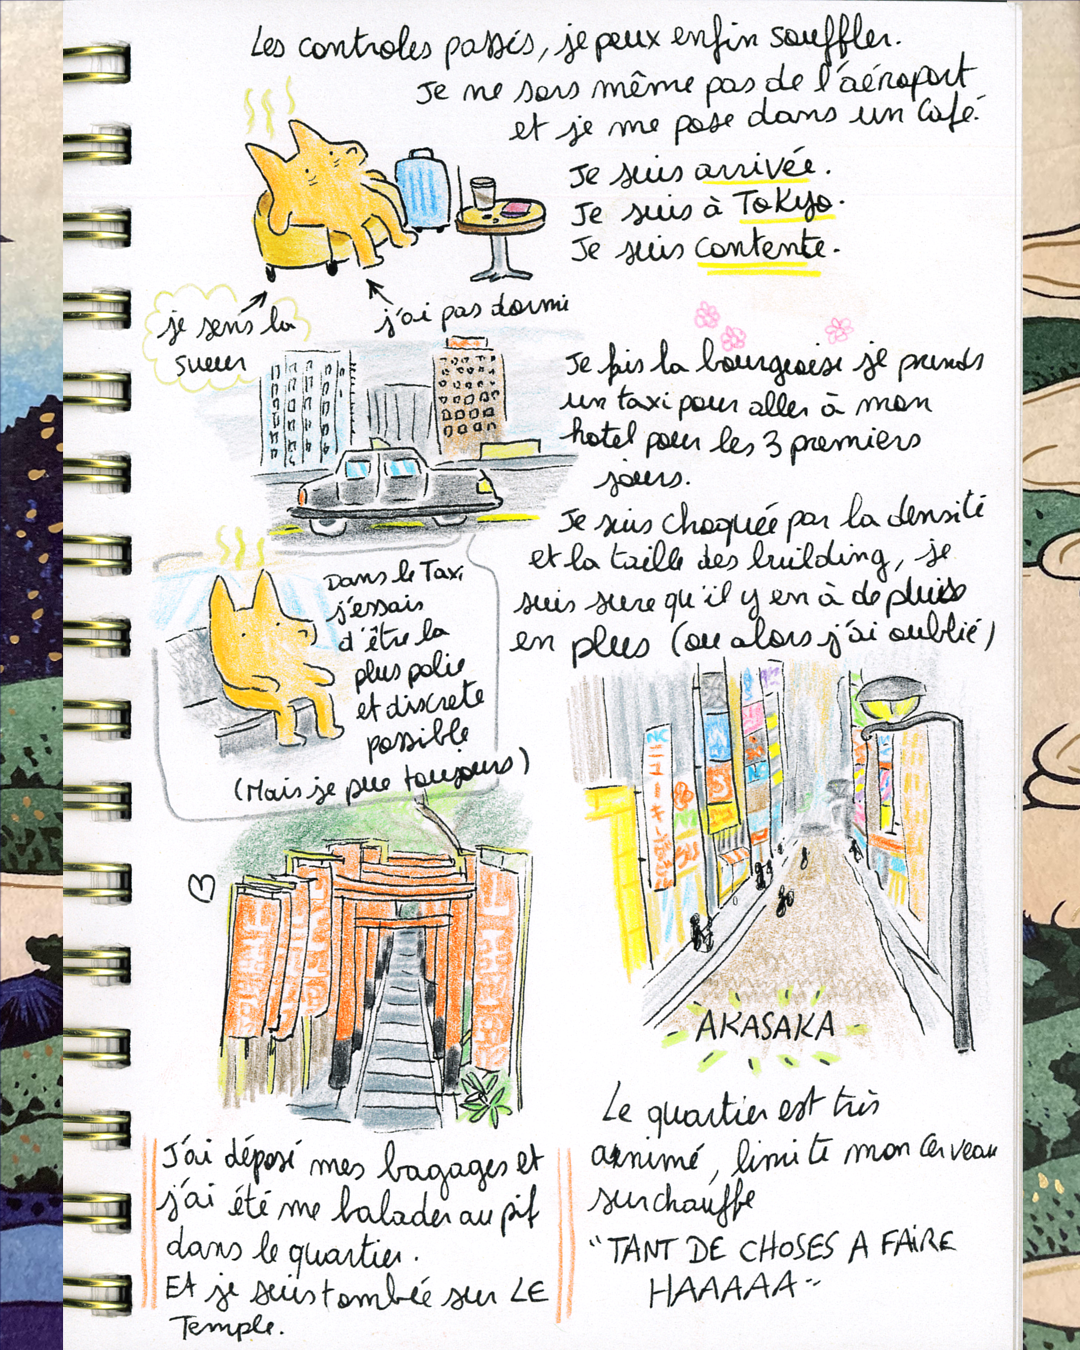 Les controles passés, je peux enfin souffler.
Je ne sors même pas de l'aéroport
et je me pose dans un café.
Je suis arrivée.
Je suis à Tokyo.
Je suis contente.
je sens la
sueur
j'ai pas dormi
Je fais la bourgeoise je prends
un taxi pour aller à mon
hotel pour les 3 premiers
jours.
Je suis choquée par la densité
et la taille des building, je
suis sure qu'il y en à de plus
en plus (ou alors j'ai oublié)
Dans le Taxi
j'essais
d'être la
plus polie
et discrete
possible
(Mais je pue toujours)
AKASAKA
J'ai déposé mes bagages et
j'ai été me balader au pif
dans le quartier.
Et je suis tombée sur LE
Temple.
Le quartier est très
animé, limite mon cerveau
surchauffe
"TANT DE CHOSES A FAIRE
HAAAAA"